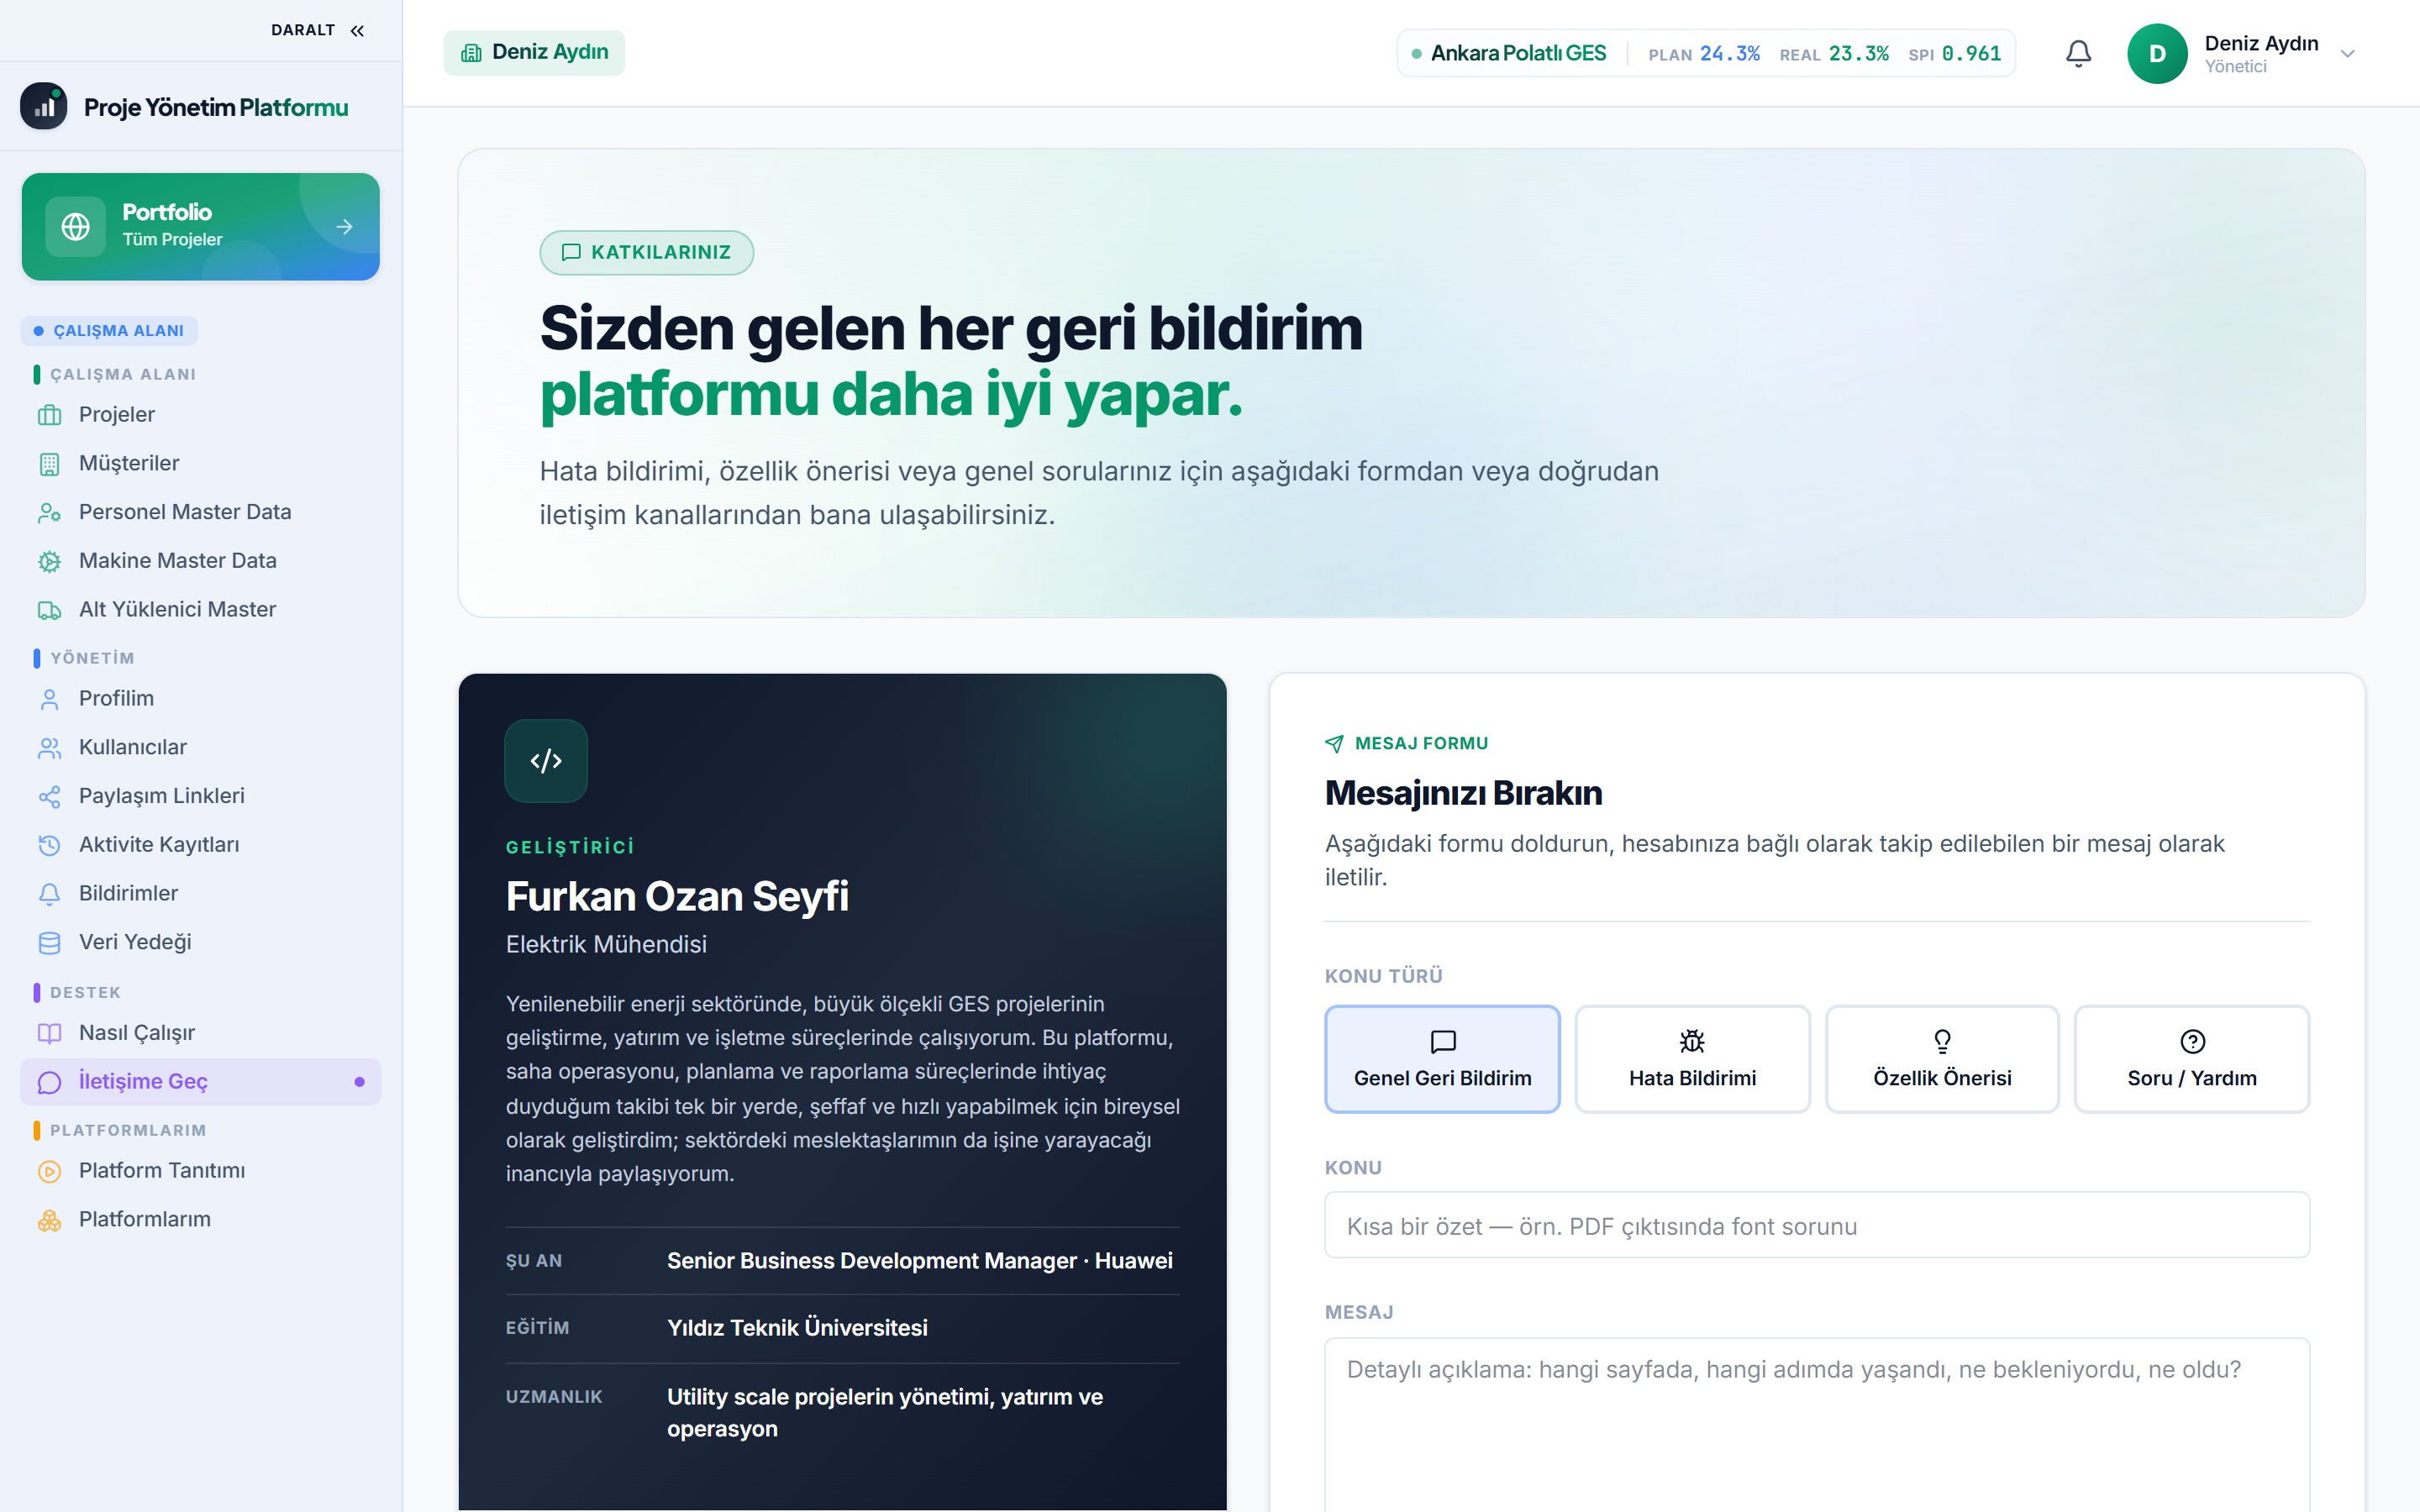 DARALT
Proje Yönetim Platformu
Portfolio
Tüm Projeler
ÇALIŞMA ALANI
ÇALIŞMA ALANI
Projeler
Müşteriler
Personel Master Data
Makine Master Data
Alt Yüklenici Master
YÖNETİM
Profilim
Kullanıcılar
Paylaşım Linkleri
Aktivite Kayıtları
Bildirimler
Veri Yedeği
DESTEK
Nasıl Çalışır
İletişime Geç
PLATFORMLARIM
Platform Tanıtımı
Platformlarım
Deniz Aydın
Ankara Polatlı GES PLAN 24.3% REAL 23.3% SPI 0.961
D
Deniz Aydın
Yönetici
KATKILARINIZ
Sizden gelen her geri bildirim
platformu daha iyi yapar.
Hata bildirimi, özellik önerisi veya genel sorularınız için aşağıdaki formdan veya doğrudan
iletişim kanallarından bana ulaşabilirsiniz.
GELİŞTİRİCİ
Furkan Ozan Seyfi
Elektrik Mühendisi
Yenilenebilir enerji sektöründe, büyük ölçekli GES projelerinin
geliştirme, yatırım ve işletme süreçlerinde çalışıyorum. Bu platformu,
saha operasyonu, planlama ve raporlama süreçlerinde ihtiyaç
duyduğum takibi tek bir yerde, şeffaf ve hızlı yapabilmek için bireysel
olarak geliştirdim; sektördeki meslektaşlarımın da işine yarayacağı
inancıyla paylaşıyorum.
ŞU AN Senior Business Development Manager · Huawei
EĞİTİM Yıldız Teknik Üniversitesi
UZMANLIK Utility scale projelerin yönetimi, yatırım ve
operasyon
MESAJ FORMU
Mesajınızı Bırakın
Aşağıdaki formu doldurun, hesabınıza bağlı olarak takip edilebilen bir mesaj olarak
iletilir.
KONU TÜRÜ
Genel Geri Bildirim
Hata Bildirimi
Özellik Önerisi
Soru / Yardım
KONU
Kısa bir özet — örn. PDF çıktısında font sorunu
MESAJ
Detaylı açıklama: hangi sayfada, hangi adımda yaşandı, ne bekleniyordu, ne oldu?